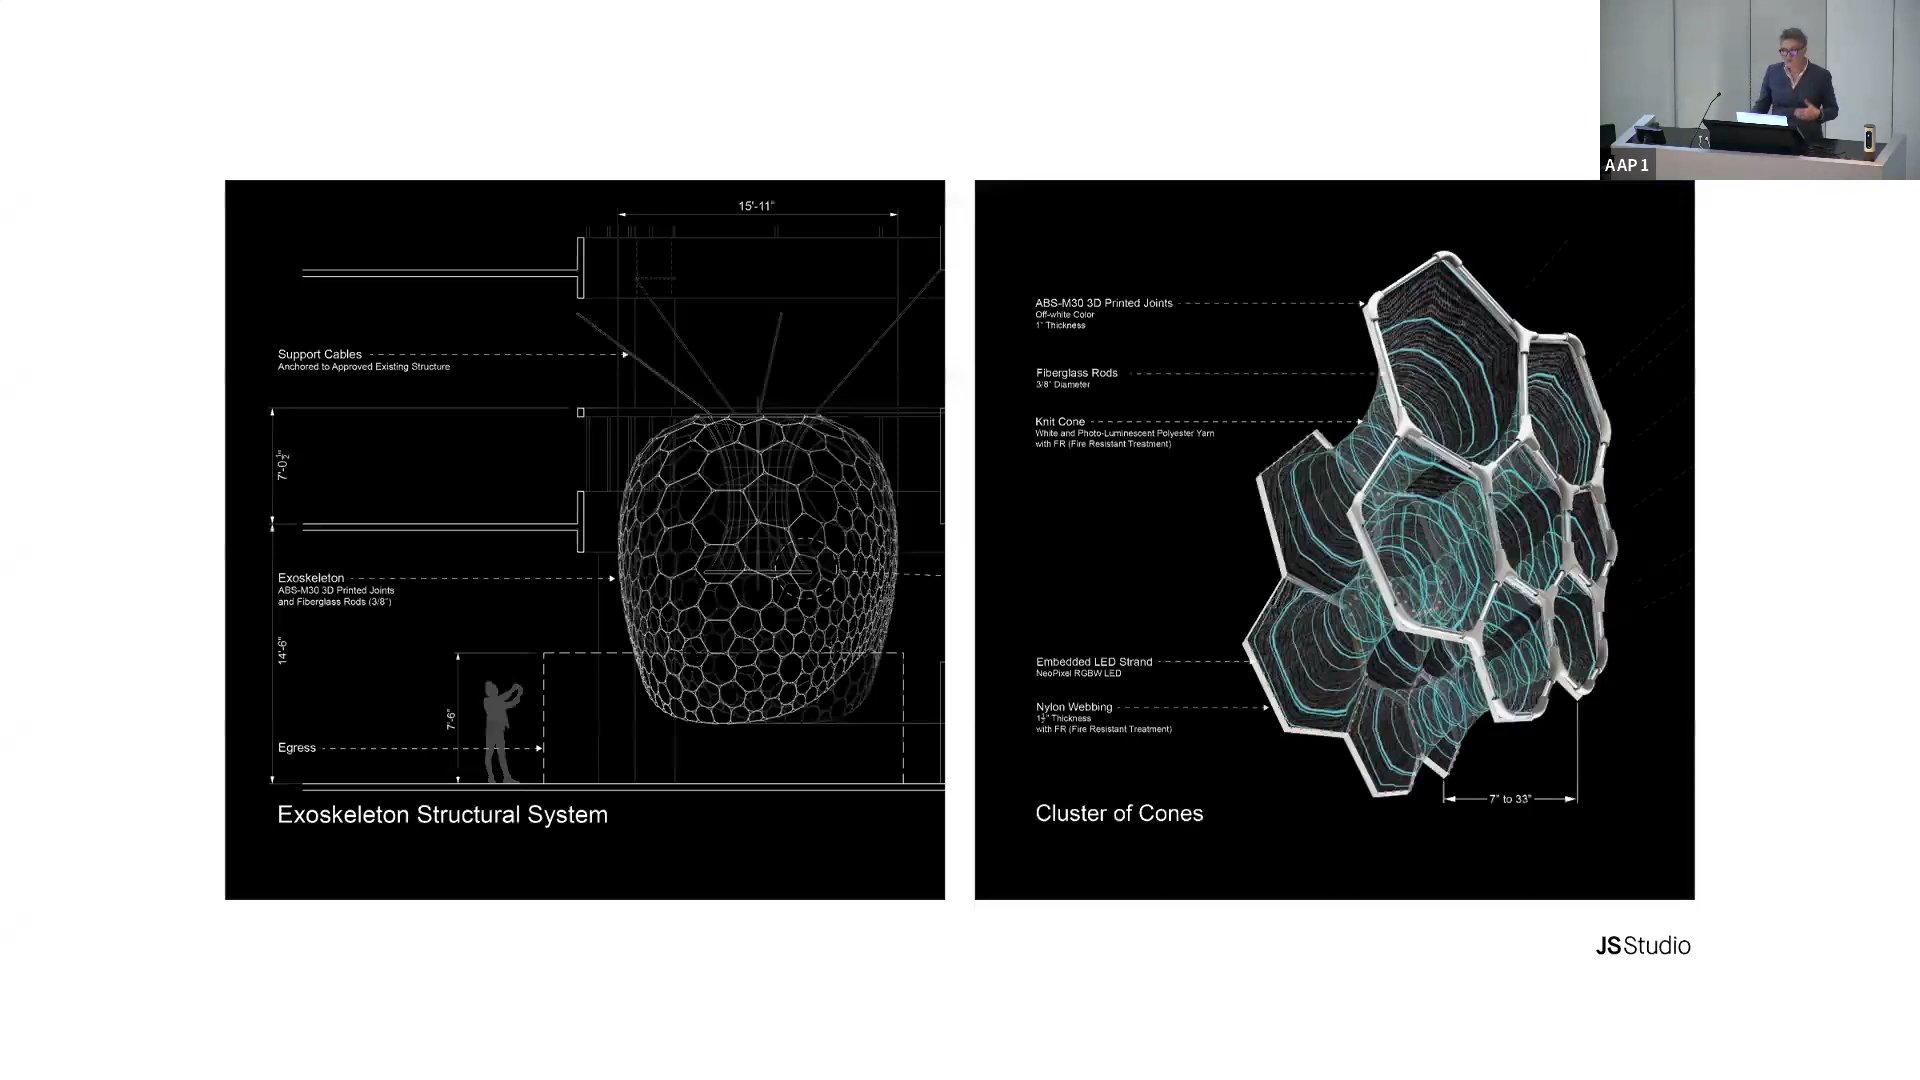 AAP 1
15'-11"
Support Cables
Anchored to Approved Existing Structure
7'-0½"
Exoskeleton
ABS-M30 3D Printed Joints
and Fiberglass Rods (3/8")
14'-6"
7'-6"
Egress
Exoskeleton Structural System
ABS-M30 3D Printed Joints
Off-white Color
1" Thickness
Fiberglass Rods
3/8" Diameter
Knit Cone
White and Photo-Luminescent Polyester Yarn
with FR (Fire Resistant Treatment)
Embedded LED Strand
NeoPixel RGBW LED
Nylon Webbing
1½" Thickness
with FR (Fire Resistant Treatment)
7" to 33"
Cluster of Cones
JSStudio